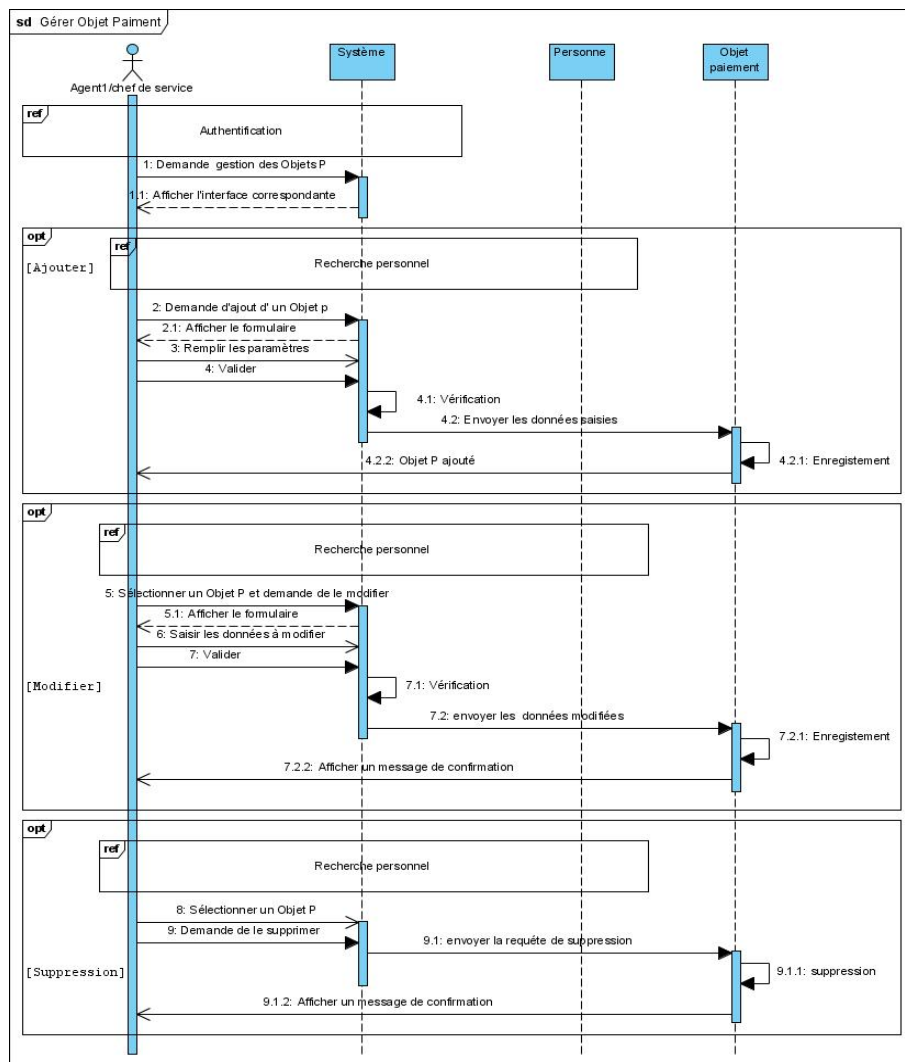 sd Gérer Objet Paiment
Système
Personne
Objet
paiement
Agent1/chef de service
ref
Authentification
1: Demande gestion des Objets P
1.1: Afficher l'interface correspondante
opt
ref
[Ajouter]
Recherche personnel
2: Demande d'ajout d' un Objet p
2.1: Afficher le formulaire
3: Remplir les paramètres
4: Valider
4.1: Vérification
4.2: Envoyer les données saisies
4.2.2: Objet P ajouté
4.2.1: Enregistement
opt
ref
Recherche personnel
5: Sélectionner un Objet P et demande de le modifier
5.1: Afficher le formulaire
6: Saisir les données à modifier
7: Valider
[Modifier]
7.1: Vérification
7.2: envoyer les données modifiées
7.2.1: Enregistement
7.2.2: Afficher un message de confirmation
opt
ref
Recherche personnel
8: Sélectionner un Objet P
9: Demande de le supprimer
9.1: envoyer la requéte de suppression
[Suppression]
9.1.1: suppression
9.1.2: Afficher un message de confirmation